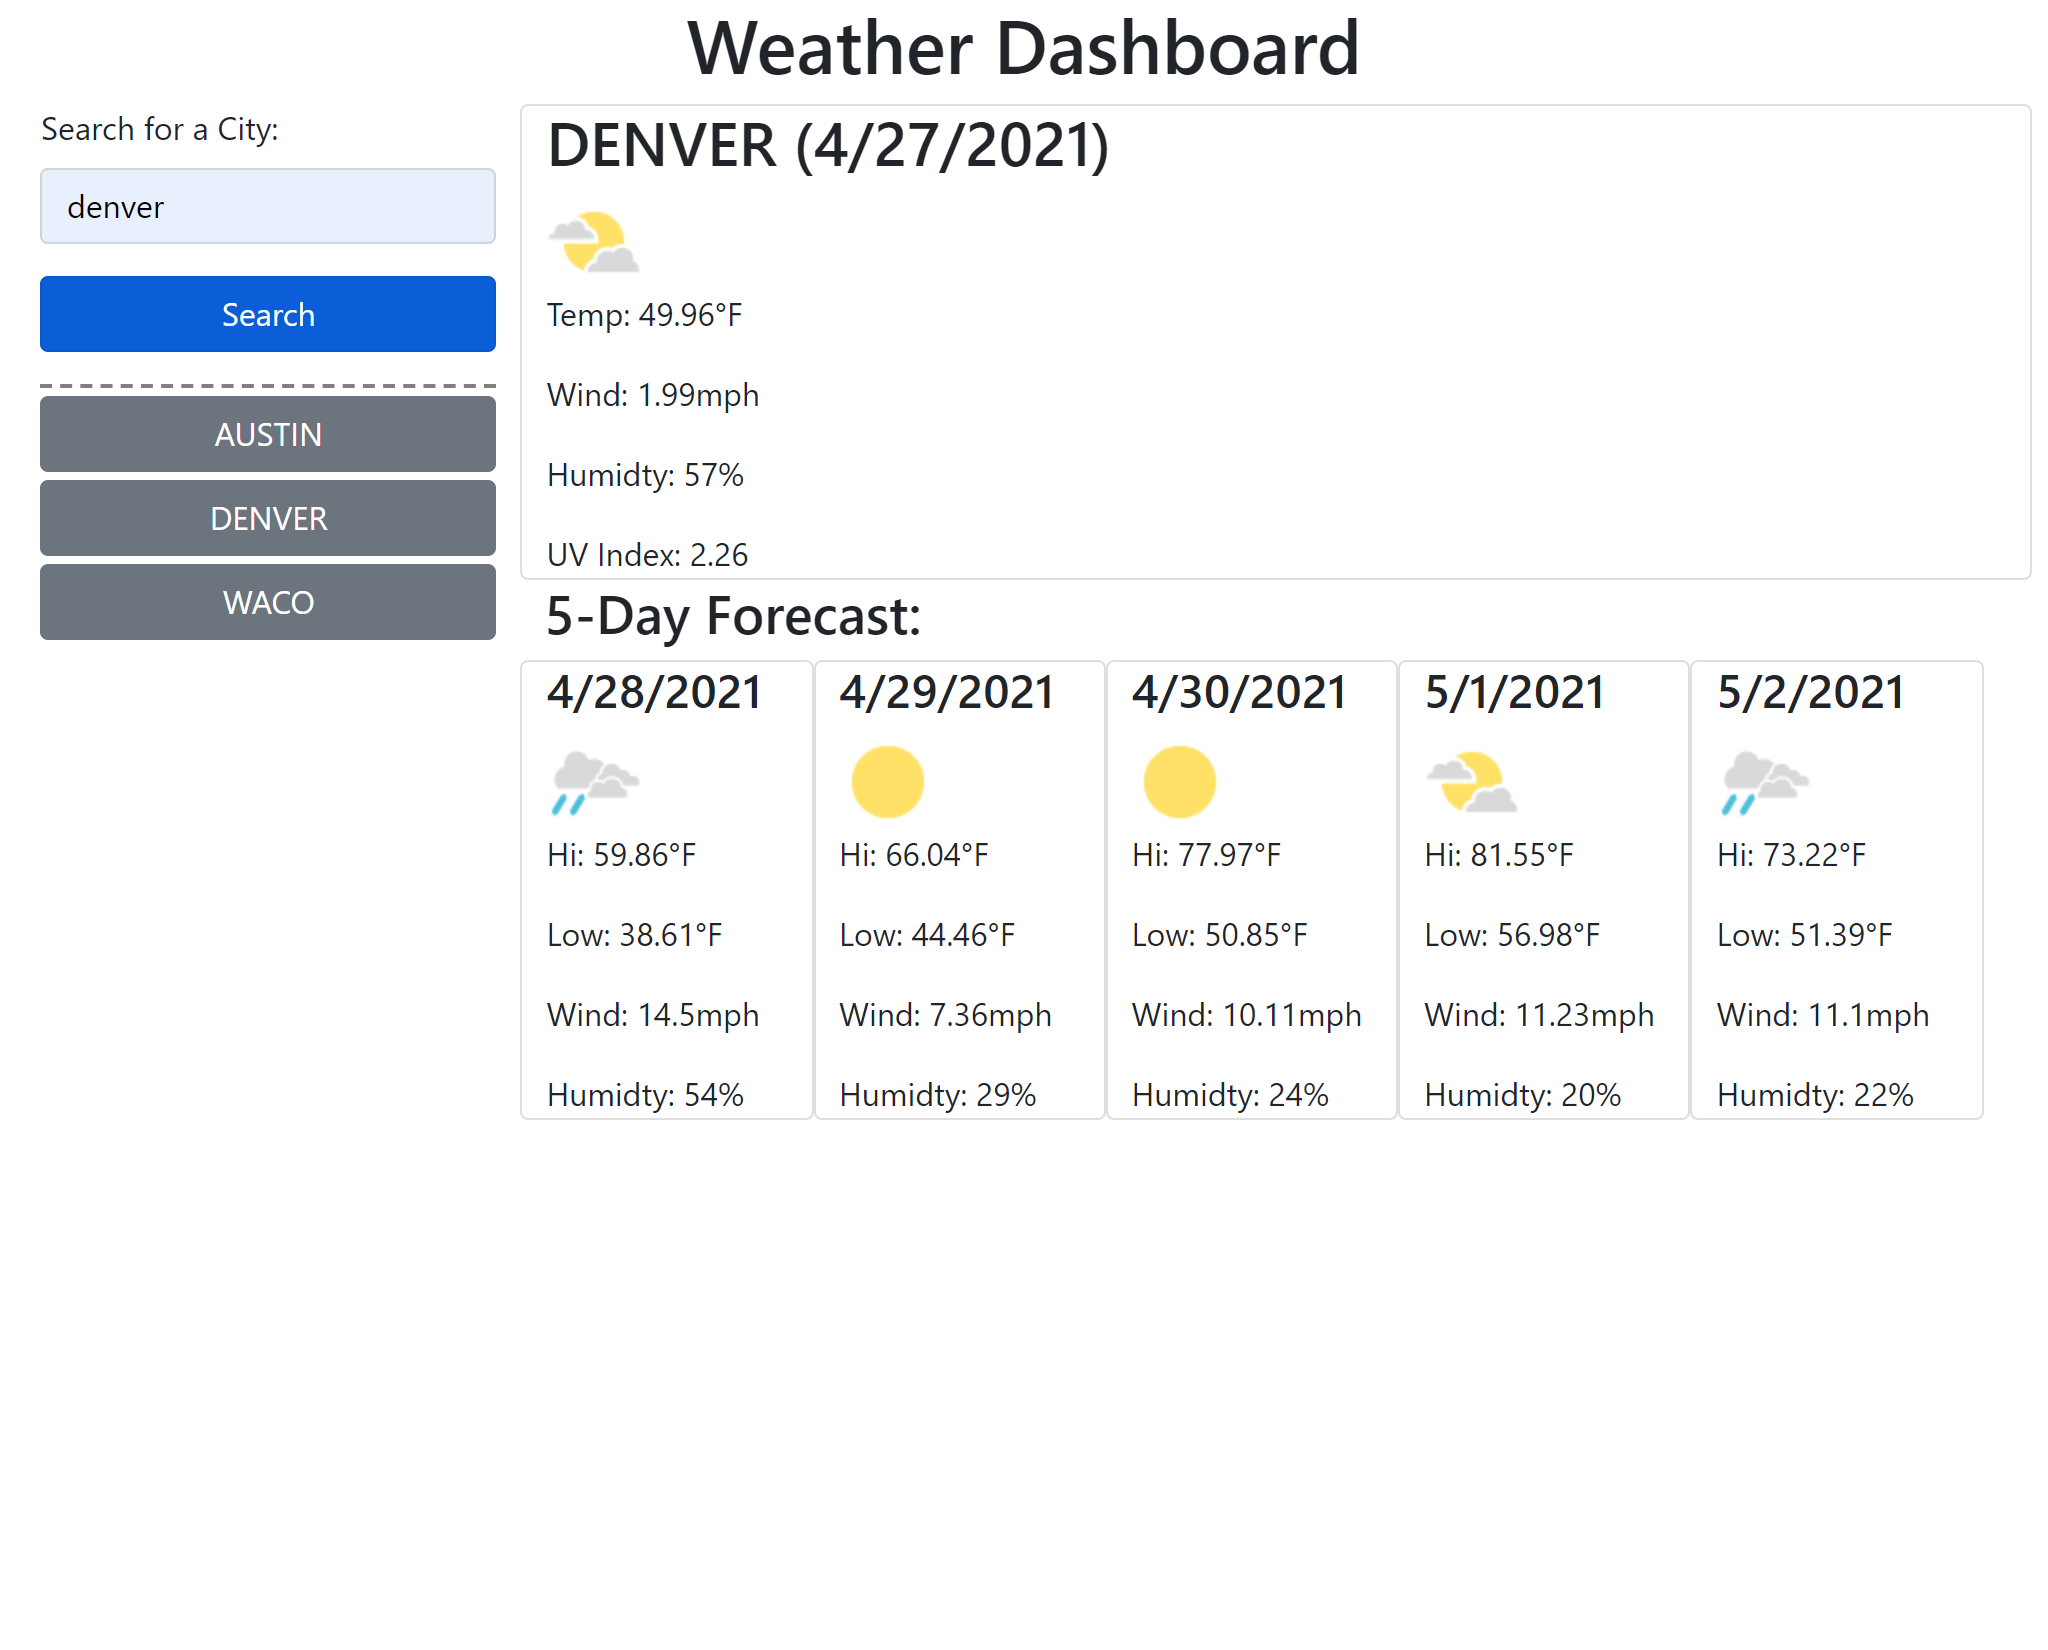 Weather Dashboard
Search for a City:
denver
Search
AUSTIN
DENVER
WACO
DENVER (4/27/2021)
Temp: 49.96°F
Wind: 1.99mph
Humidty: 57%
UV Index: 2.26
5-Day Forecast:
4/28/2021
Hi: 59.86°F
Low: 38.61°F
Wind: 14.5mph
Humidty: 54%
4/29/2021
Hi: 66.04°F
Low: 44.46°F
Wind: 7.36mph
Humidty: 29%
4/30/2021
Hi: 77.97°F
Low: 50.85°F
Wind: 10.11mph
Humidty: 24%
5/1/2021
Hi: 81.55°F
Low: 56.98°F
Wind: 11.23mph
Humidty: 20%
5/2/2021
Hi: 73.22°F
Low: 51.39°F
Wind: 11.1mph
Humidty: 22%